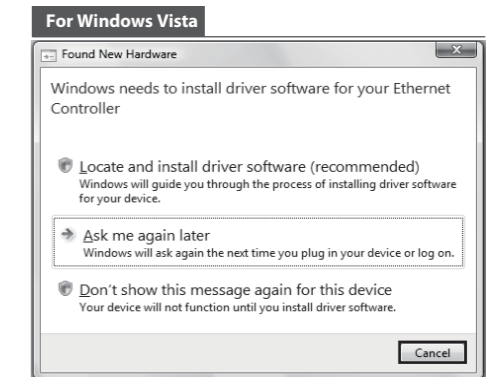 For Windows Vista
Found New Hardware
Windows needs to install driver software for your Ethernet
Controller
Locate and install driver software (recommended)
Windows will guide you through the process of installing driver software
for your device.
Ask me again later
Windows will ask again the next time you plug in your device or log on.
Don't show this message again for this device
Your device will not function until you install driver software.
Cancel